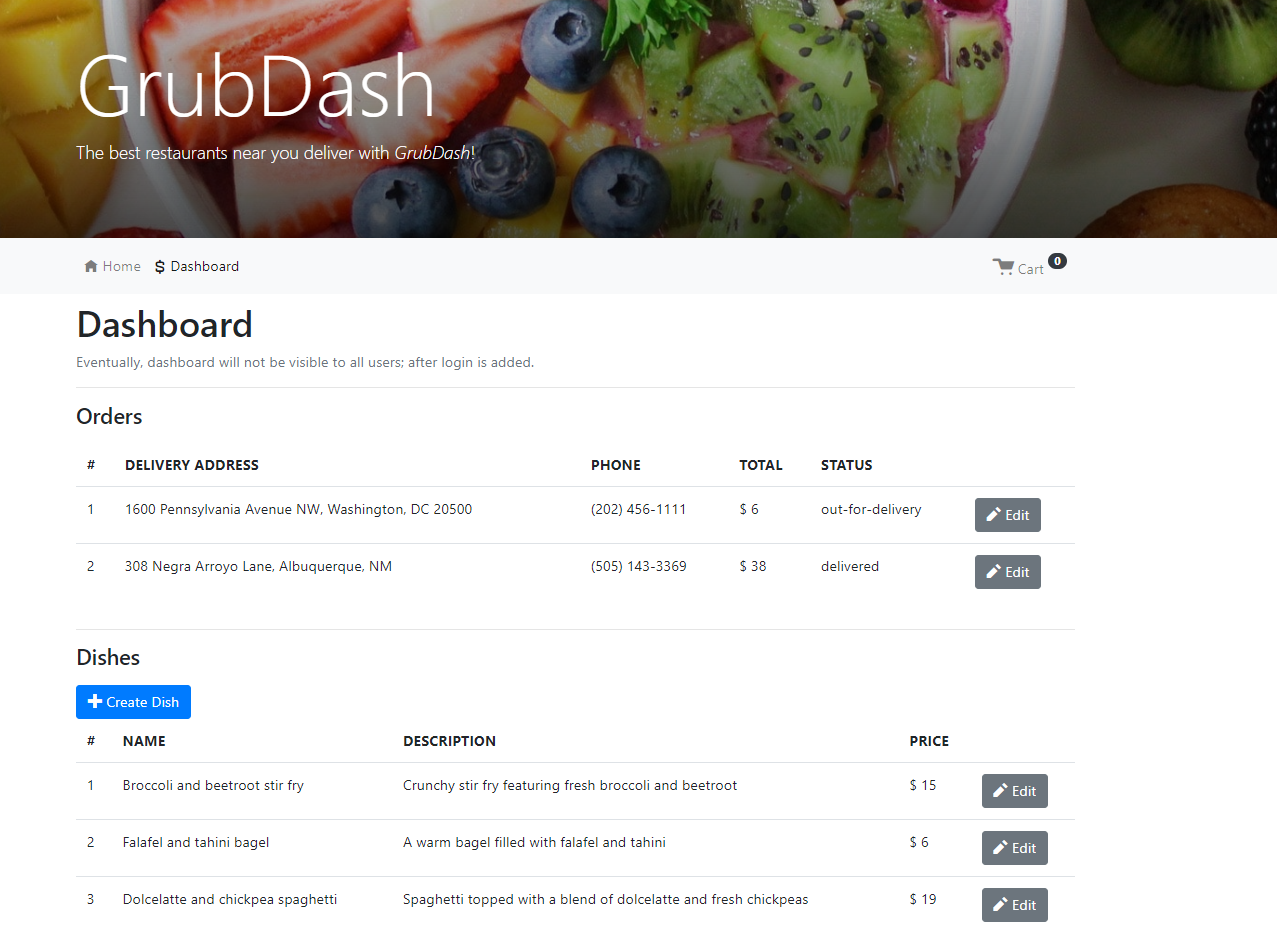 GrubDash
The best restaurants near you deliver with GrubDash!
Home $ Dashboard Cart 0
Dashboard
Eventually, dashboard will not be visible to all users; after login is added.
Orders
# DELIVERY ADDRESS PHONE TOTAL STATUS
1 1600 Pennsylvania Avenue NW, Washington, DC 20500 (202) 456-1111 $ 6 out-for-delivery Edit
2 308 Negra Arroyo Lane, Albuquerque, NM (505) 143-3369 $ 38 delivered Edit
Dishes
Create Dish
# NAME DESCRIPTION PRICE
1 Broccoli and beetroot stir fry Crunchy stir fry featuring fresh broccoli and beetroot $ 15 Edit
2 Falafel and tahini bagel A warm bagel filled with falafel and tahini $ 6 Edit
3 Dolcelatte and chickpea spaghetti Spaghetti topped with a blend of dolcelatte and fresh chickpeas $ 19 Edit